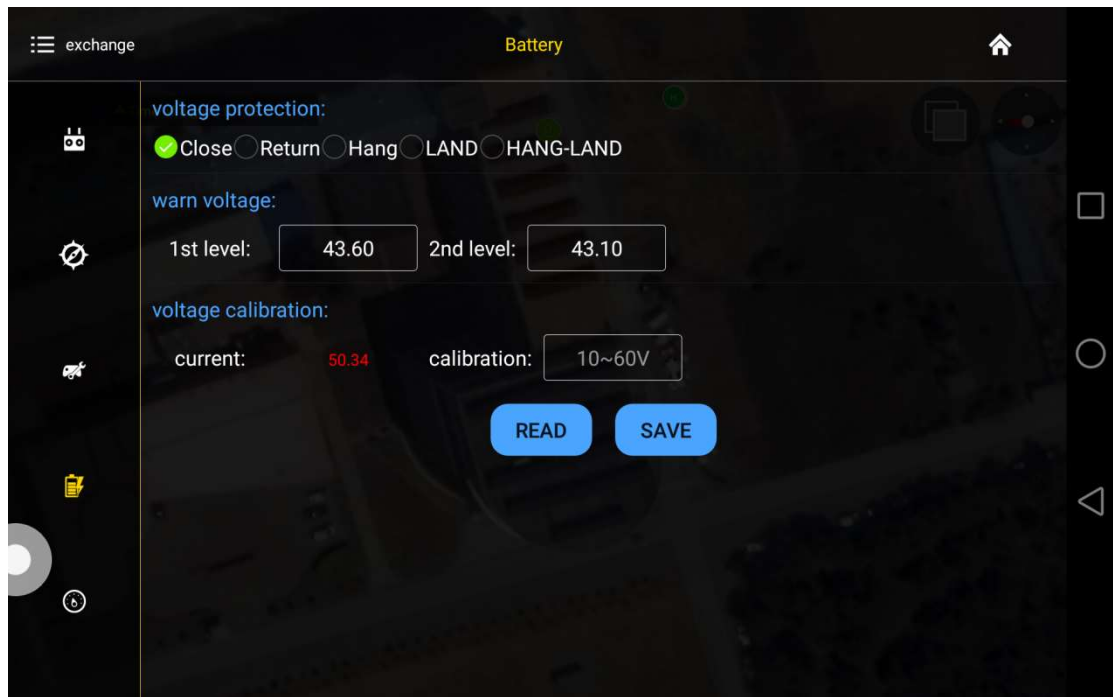 exchange
Battery
voltage protection:
Close Return Hang LAND HANG-LAND
warn voltage:
1st level: 43.60 2nd level: 43.10
voltage calibration:
current: 50.34 calibration: 10~60V
READ SAVE